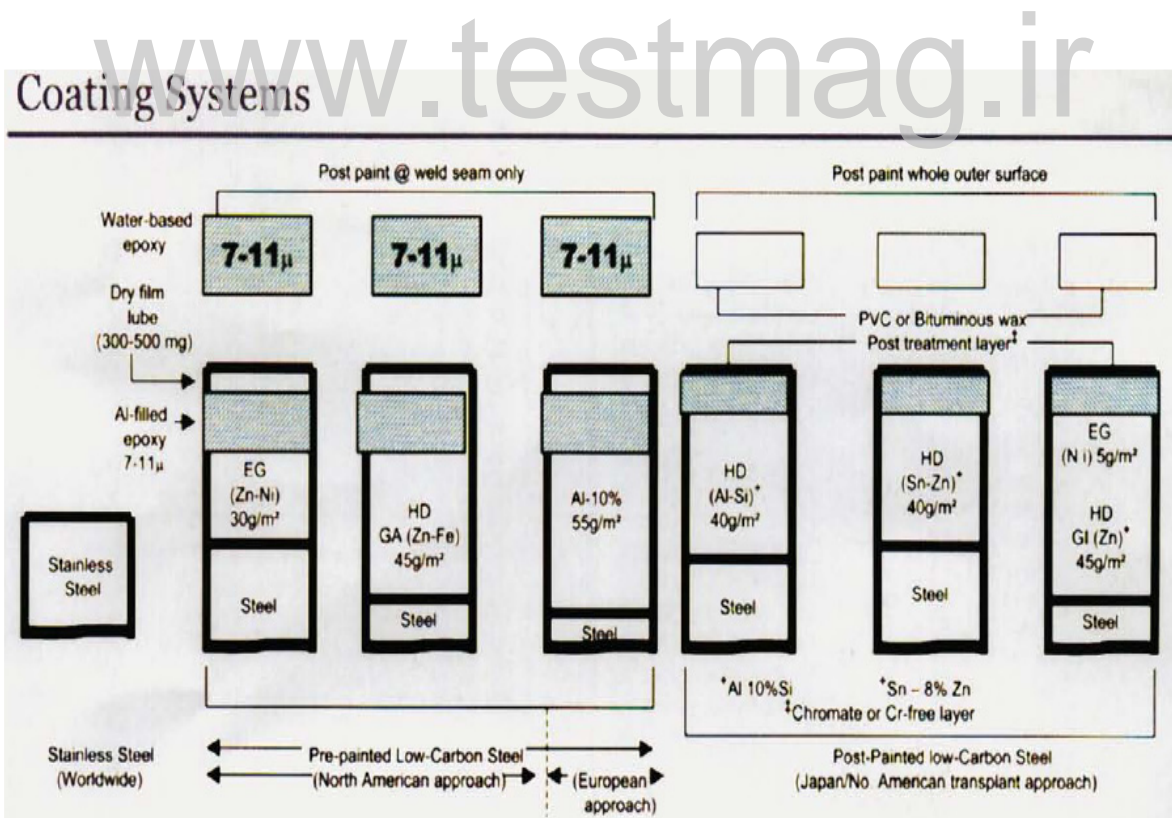 www.testmag.ir
Coating Systems
Post paint @ weld seam only
Post paint whole outer surface
Water-based
epoxy
7-11µ
7-11µ
7-11µ
Dry film
lube
(300-500 mg)
PVC or Bituminous wax
Post treatment layer‡
Al-filled
epoxy
7-11µ
EG
(Zn-Ni)
30g/m²
HD
GA (Zn-Fe)
45g/m²
Al-10%
55g/m²
HD
(Al-Si)⁺
40g/m²
HD
(Sn-Zn)⁺
40g/m²
EG
(Ni) 5g/m²
HD
GI (Zn)⁺
45g/m²
Stainless
Steel
Steel
Steel
Steel
Steel
Steel
Steel
⁺Al 10%Si
⁺Sn – 8% Zn
‡Chromate or Cr-free layer
Stainless Steel
(Worldwide)
Pre-painted Low-Carbon Steel
(North American approach)
(European
approach)
Post-Painted low-Carbon Steel
(Japan/No. American transplant approach)